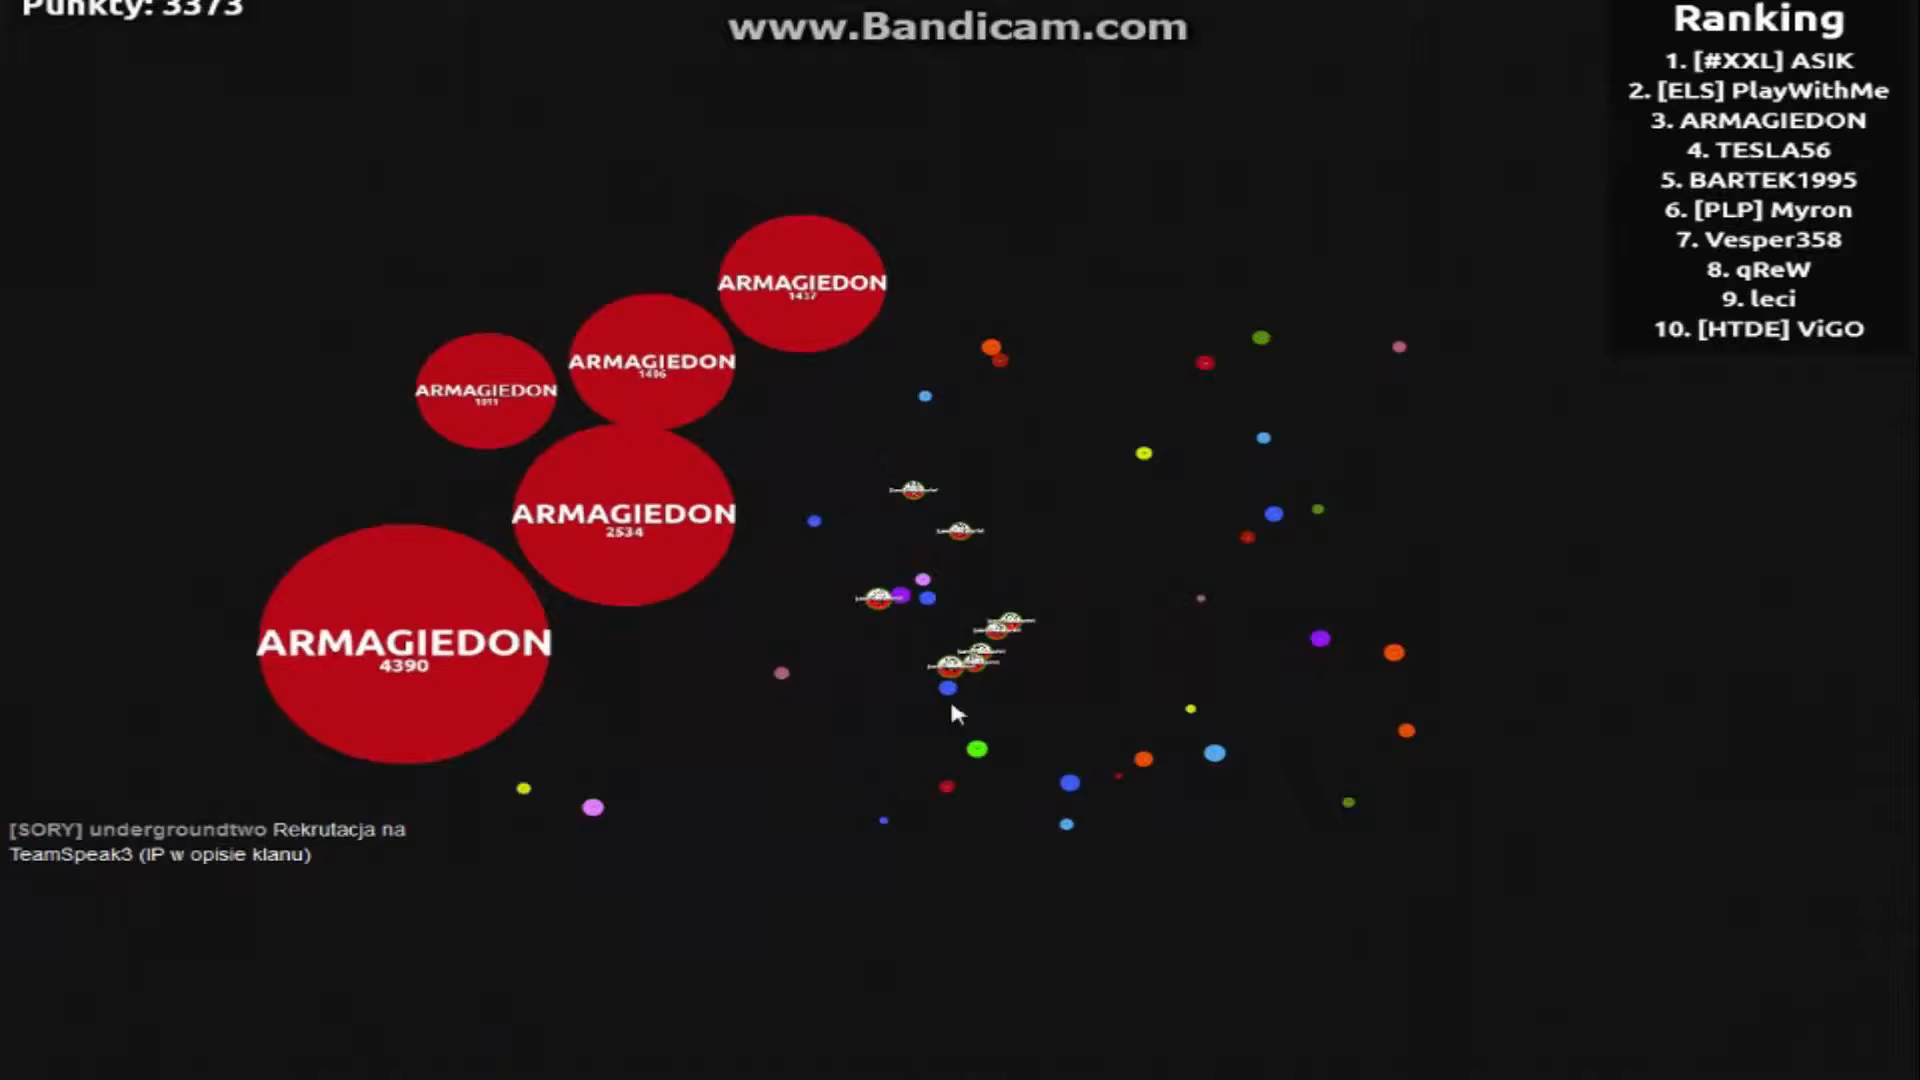 Punkty: 3373
www.Bandicam.com
Ranking
1. [#XXL] ASIK
2. [ELS] PlayWithMe
3. ARMAGIEDON
4. TESLA56
5. BARTEK1995
6. [PLP] Myron
7. Vesper358
8. qReW
9. leci
10. [HTDE] ViGO
ARMAGIEDON
1437
ARMAGIEDON
ARMAGIEDON
ARMAGIEDON
2534
ARMAGIEDON
4390
[SORY] undergroundtwo Rekrutacja na
TeamSpeak3 (IP w opisie klanu)